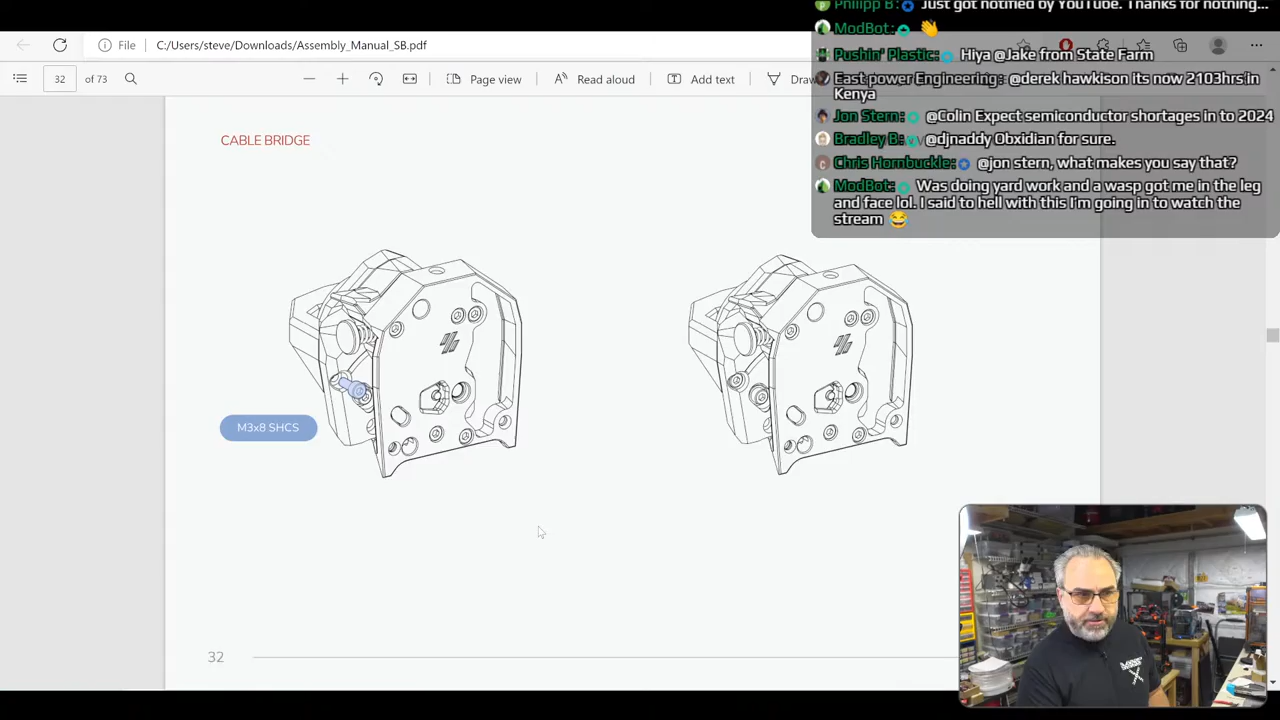 File
C:/Users/steve/Downloads/Assembly_Manual_SB.pdf
32 of 73
Page view
Read aloud
Add text
Draw
CABLE BRIDGE
M3x8 SHCS
32
Philipp B: Just got notified by YouTube. Thanks for nothing...
ModBot: 👋
Pushin' Plastic: Hiya @Jake from State Farm
East power Engineering: @derek hawkison its now 2103hrs in
Kenya
Jon Stern: @Colin Expect semiconductor shortages in to 2024
Bradley B: @djnaddy Obxidian for sure.
Chris Hornbuckle: @jon stern, what makes you say that?
ModBot: Was doing yard work and a wasp got me in the leg
and face lol. I said to hell with this I'm going in to watch the
stream 😂